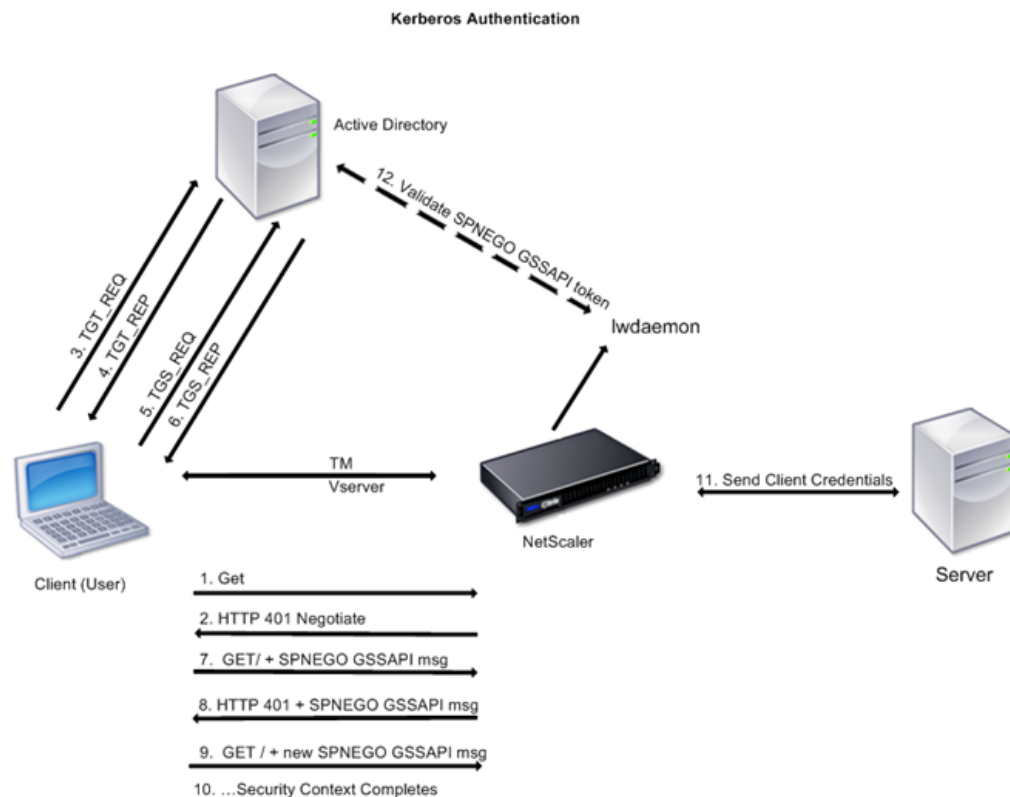 Kerberos Authentication
Active Directory
12. Validate SPNEGO GSSAPI token
lwdaemon
3. TGT_REQ
4. TGT_REP
5. TGS_REQ
6. TGS_REP
TM
Vserver
11. Send Client Credentials
NetScaler
Server
Client (User)
1. Get
2. HTTP 401 Negotiate
7. GET/ + SPNEGO GSSAPI msg
8. HTTP 401 + SPNEGO GSSAPI msg
9. GET / + new SPNEGO GSSAPI msg
10. ...Security Context Completes